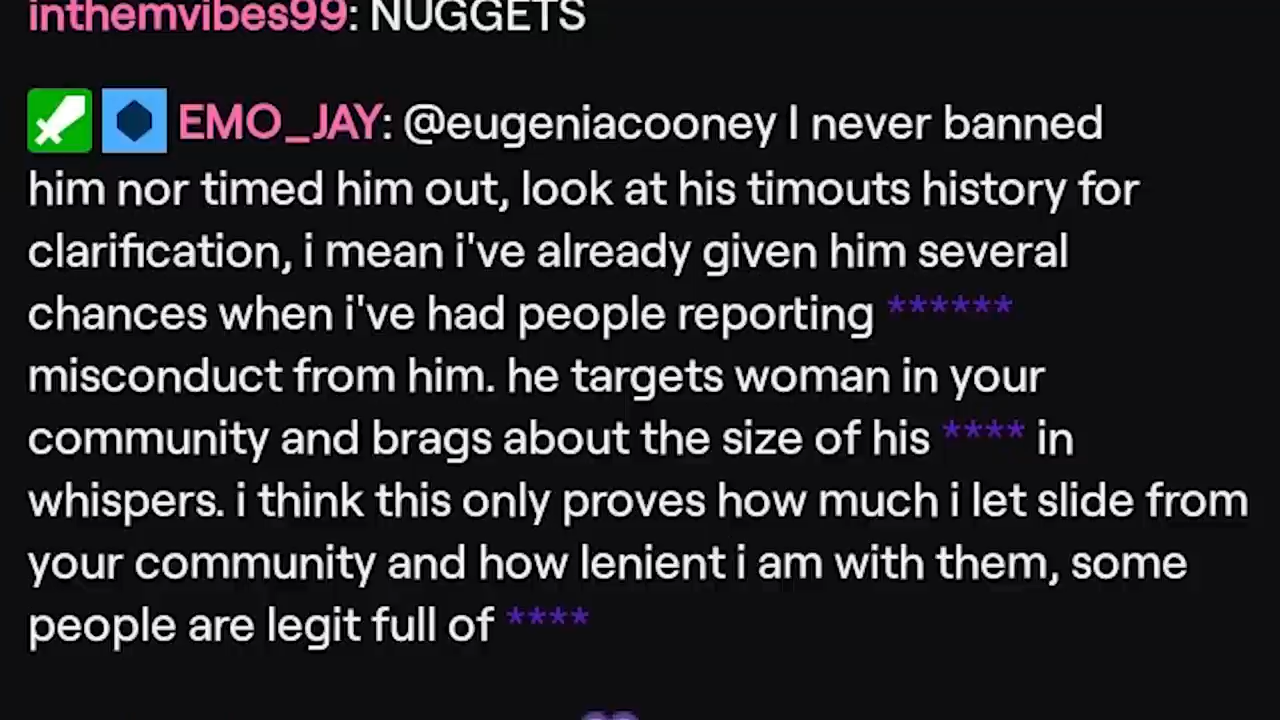 inthemvibes99: NUGGETS
EMO_JAY: @eugeniacooney I never banned
him nor timed him out, look at his timouts history for
clarification, i mean i've already given him several
chances when i've had people reporting ******
misconduct from him. he targets woman in your
community and brags about the size of his **** in
whispers. i think this only proves how much i let slide from
your community and how lenient i am with them, some
people are legit full of ****